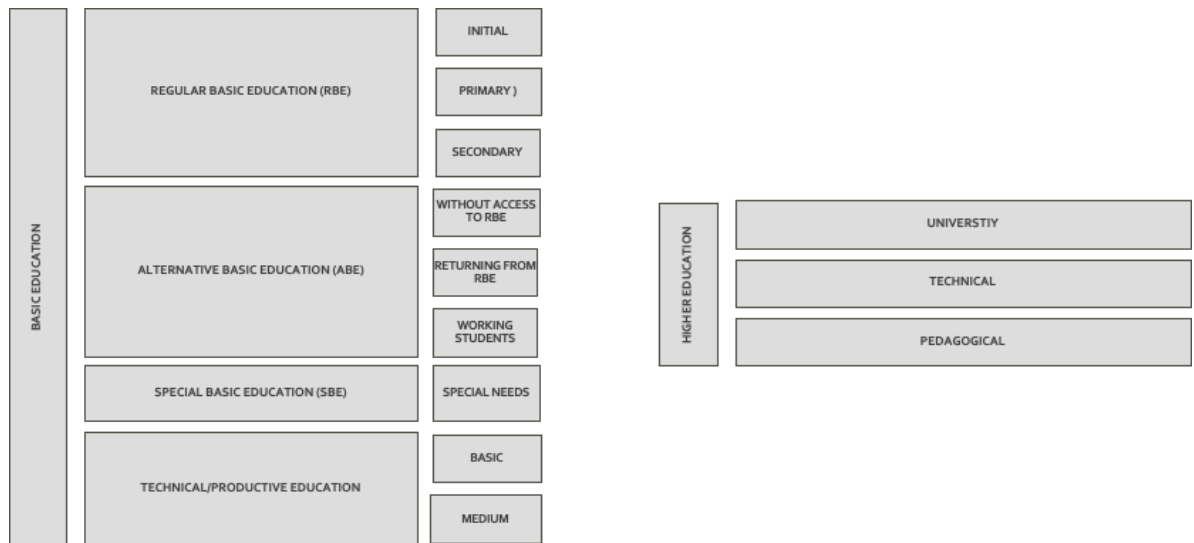 BASIC EDUCATION
REGULAR BASIC EDUCATION (RBE)
INITIAL
PRIMARY )
SECONDARY
ALTERNATIVE BASIC EDUCATION (ABE)
WITHOUT ACCESS
TO RBE
RETURNING FROM
RBE
WORKING
STUDENTS
SPECIAL BASIC EDUCATION (SBE)
SPECIAL NEEDS
TECHNICAL/PRODUCTIVE EDUCATION
BASIC
MEDIUM
HIGHER EDUCATION
UNIVERSTIY
TECHNICAL
PEDAGOGICAL